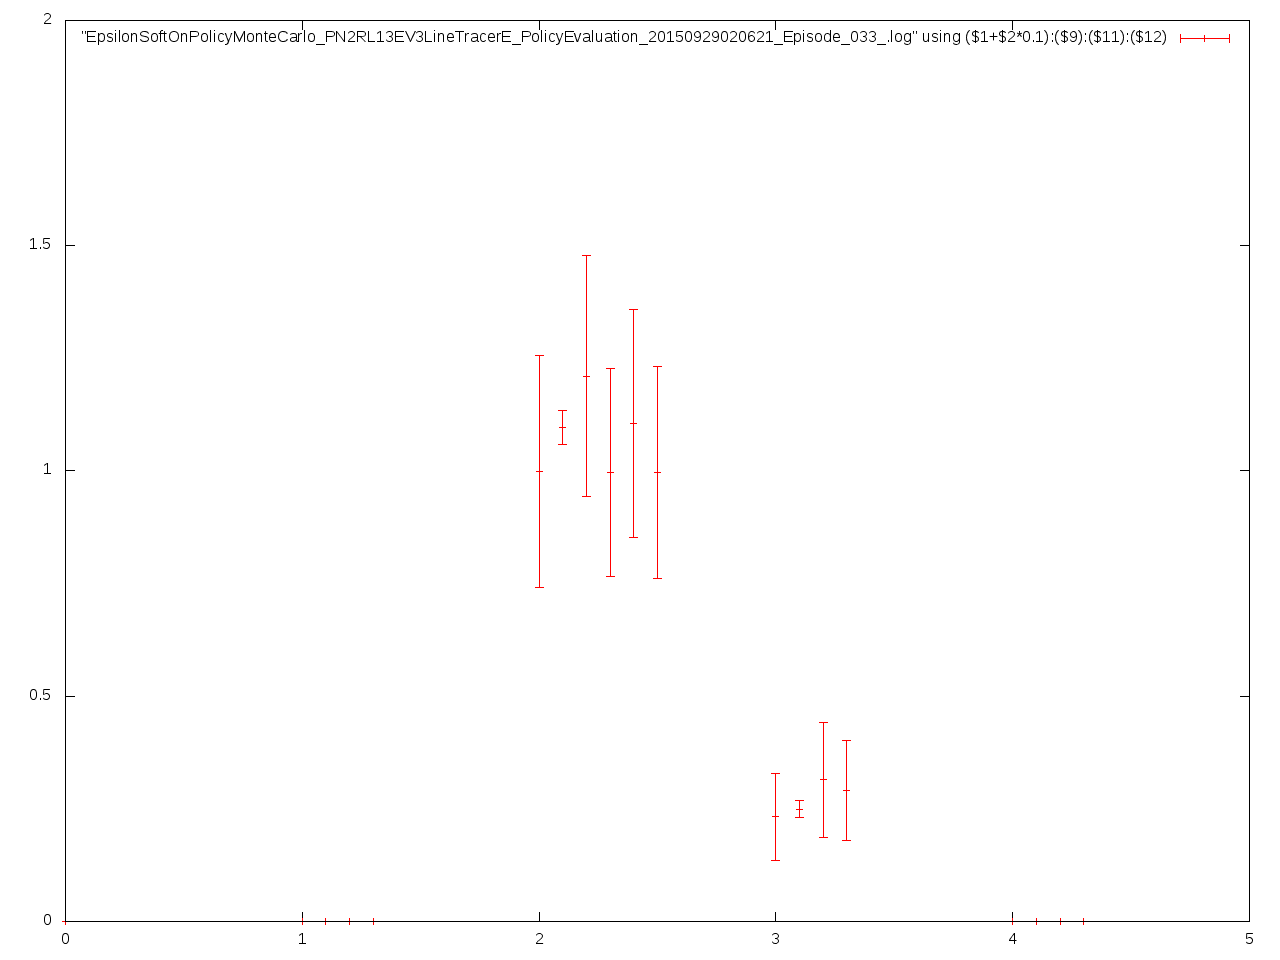 2
"EpsilonSoftOnPolicyMonteCarlo_PN2RL13EV3LineTracerE_PolicyEvaluation_20150929020621_Episode_033_.log" using ($1+$2*0.1):($9):($11):($12)
1.5
1
0.5
0
0 1 2 3 4 5